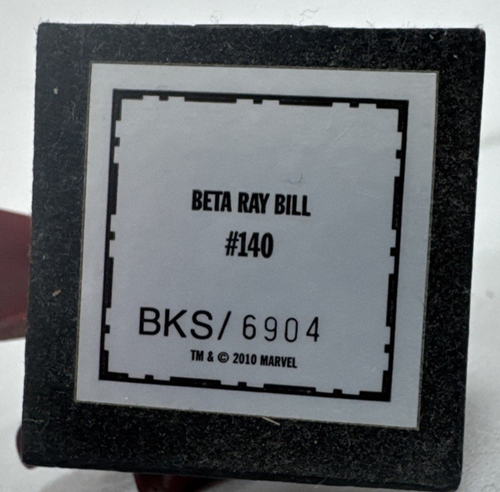 BETA RAY BILL
#140
BKS/ 6904
TM & © 2010 MARVEL